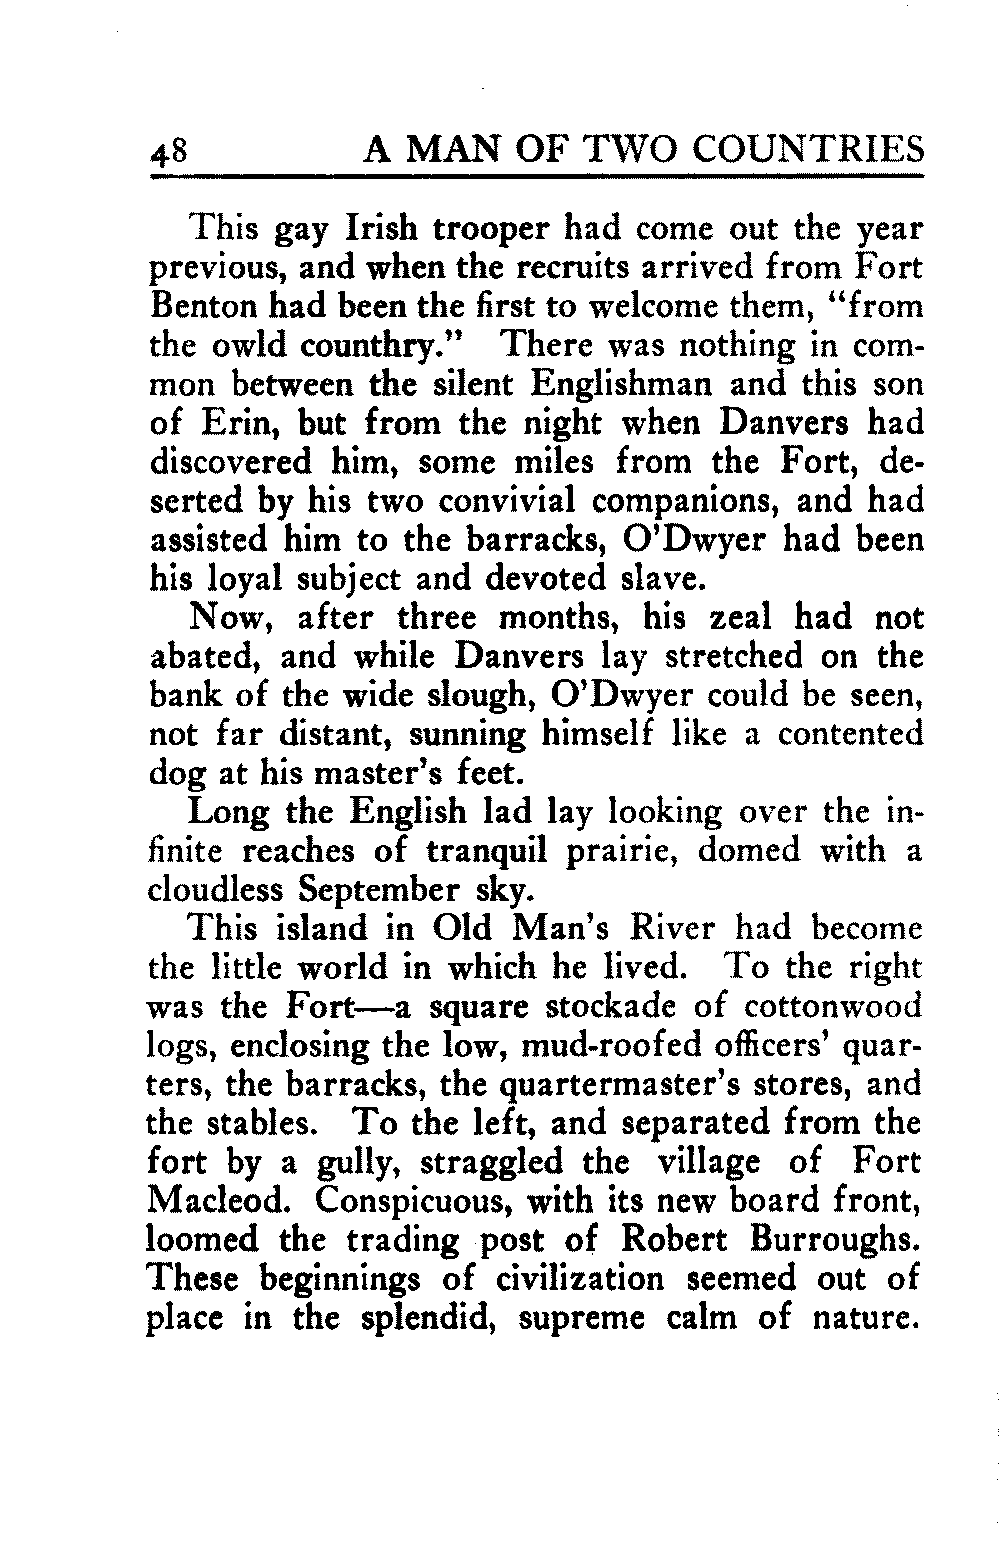 48 A MAN OF TWO COUNTRIES
This gay Irish trooper had come out the year
previous, and when the recruits arrived from Fort
Benton had been the first to welcome them, "from
the owld counthry." There was nothing in com-
mon between the silent Englishman and this son
of Erin, but from the night when Danvers had
discovered him, some miles from the Fort, de-
serted by his two convivial companions, and had
assisted him to the barracks, O'Dwyer had been
his loyal subject and devoted slave.
Now, after three months, his zeal had not
abated, and while Danvers lay stretched on the
bank of the wide slough, O'Dwyer could be seen,
not far distant, sunning himself like a contented
dog at his master's feet.
Long the English lad lay looking over the in-
finite reaches of tranquil prairie, domed with a
cloudless September sky.
This island in Old Man's River had become
the little world in which he lived. To the right
was the Fort—a square stockade of cottonwood
logs, enclosing the low, mud-roofed officers' quar-
ters, the barracks, the quartermaster's stores, and
the stables. To the left, and separated from the
fort by a gully, straggled the village of Fort
Macleod. Conspicuous, with its new board front,
loomed the trading post of Robert Burroughs.
These beginnings of civilization seemed out of
place in the splendid, supreme calm of nature.